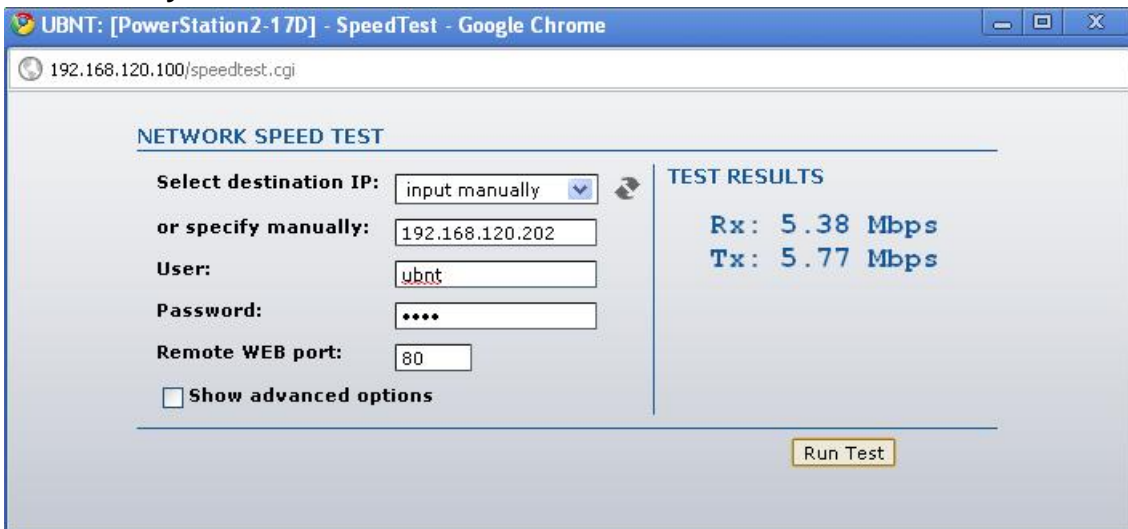 UBNT: [PowerStation2-17D] - SpeedTest - Google Chrome
192.168.120.100/speedtest.cgi
NETWORK SPEED TEST
Select destination IP: input manually
or specify manually: 192.168.120.202
User: ubnt
Password: ••••
Remote WEB port: 80
Show advanced options
TEST RESULTS
Rx: 5.38 Mbps
Tx: 5.77 Mbps
Run Test